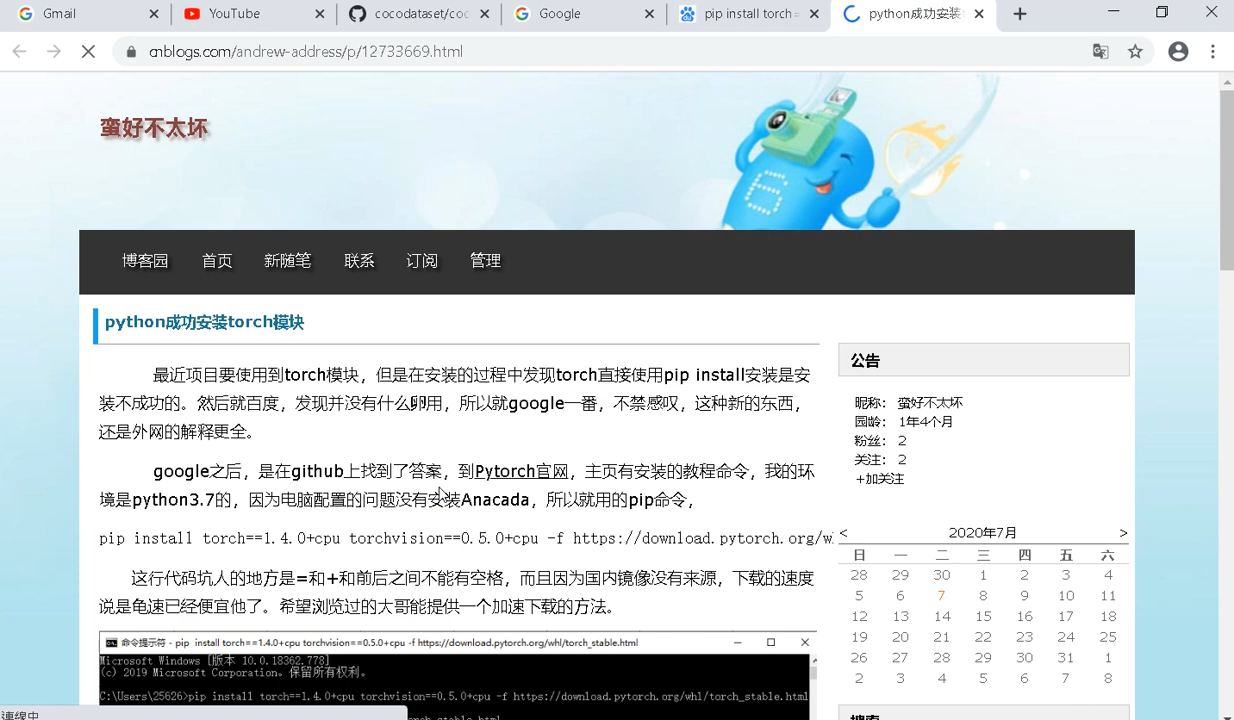 Gmail
YouTube
cocodataset/coc
Google
pip install torch=
python成功安装
cnblogs.com/andrew-address/p/12733669.html
蛮好不太坏
6
博客园 首页 新随笔 联系 订阅 管理
python成功安装torch模块
最近项目要使用到torch模块，但是在安装的过程中发现torch直接使用pip install安装是安
装不成功的。然后就百度，发现并没有什么卵用，所以就google一番，不禁感叹，这种新的东西，
还是外网的解释更全。
google之后，是在github上找到了答案，到Pytorch官网，主页有安装的教程命令，我的环
境是python3.7的，因为电脑配置的问题没有安装Anacada，所以就用的pip命令，
pip install torch==1.4.0+cpu torchvision==0.5.0+cpu -f https://download.pytorch.org/wl
这行代码坑人的地方是=和+和前后之间不能有空格，而且因为国内镜像没有来源，下载的速度
说是龟速已经便宜他了。希望浏览过的大哥能提供一个加速下载的方法。
命令提示符 - pip install torch==1.4.0+cpu torchvision==0.5.0+cpu -f https://download.pytorch.org/whl/torch_stable.html
Microsoft Windows [版本 10.0.18362.778]
(c) 2019 Microsoft Corporation。保留所有权利。
C:\Users\25626>pip install torch==1.4.0+cpu torchvision==0.5.0+cpu -f https://download.pytorch.org/whl/torch_stable.html
公告
昵称： 蛮好不太坏
园龄： 1年4个月
粉丝： 2
关注： 2
+加关注
< 2020年7月 >
日 一 二 三 四 五 六
28 29 30 1 2 3 4
5 6 7 8 9 10 11
12 13 14 15 16 17 18
19 20 21 22 23 24 25
26 27 28 29 30 31 1
2 3 4 5 6 7 8
搜索
連線中